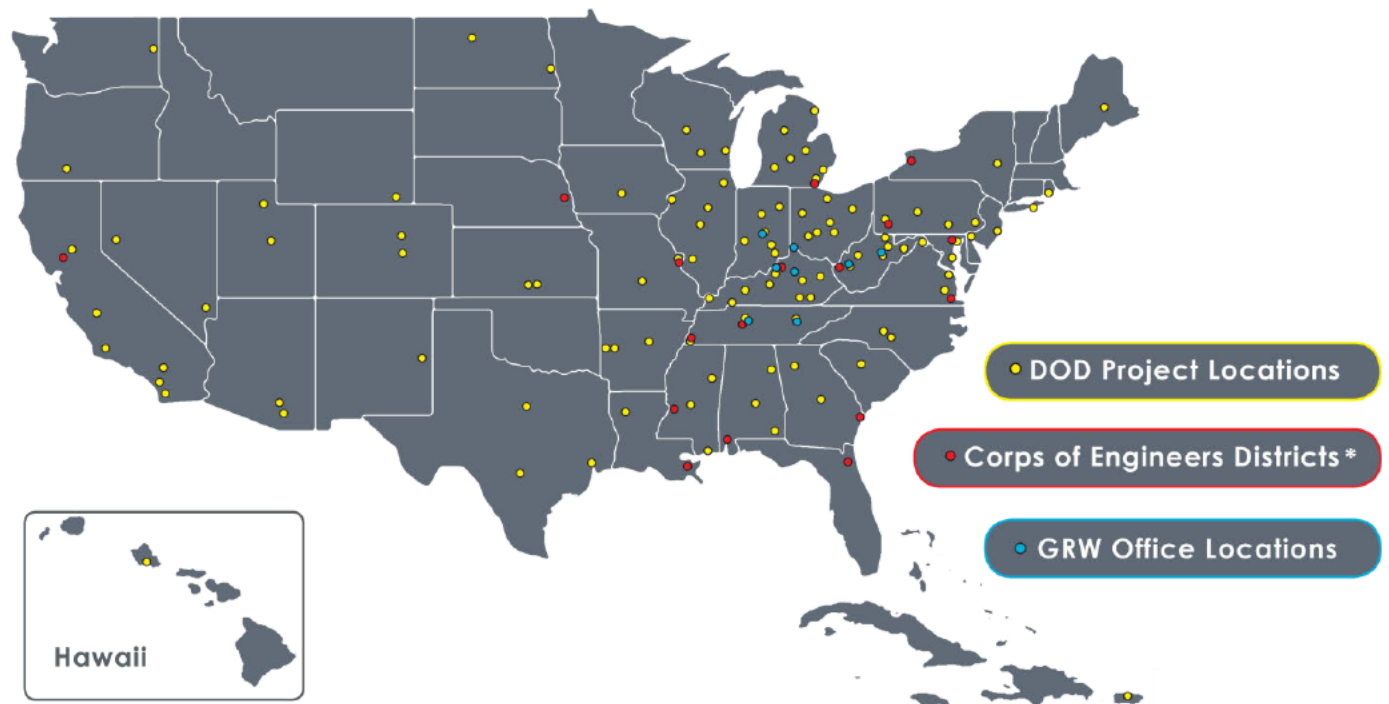 DOD Project Locations
Corps of Engineers Districts*
GRW Office Locations
Hawaii